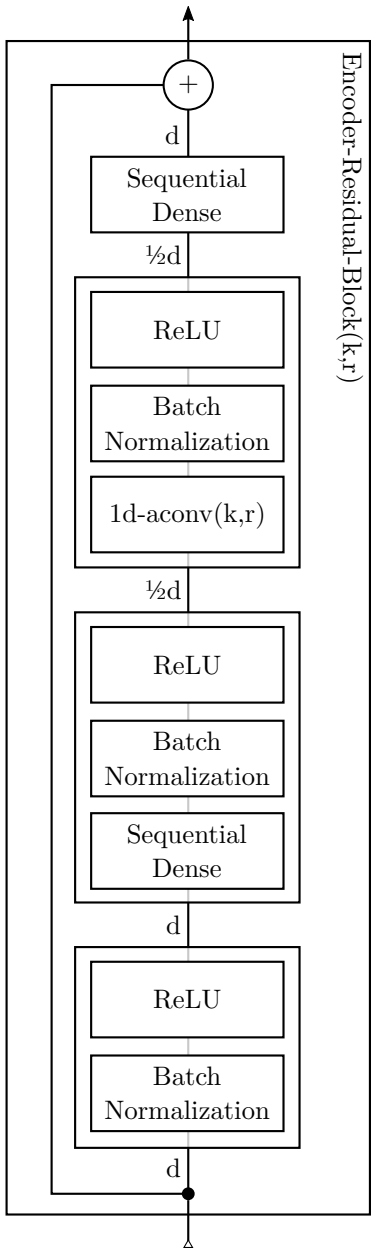 +
d
Sequential
Dense
½d
ReLU
Batch
Normalization
1d-aconv(k,r)
½d
ReLU
Batch
Normalization
Sequential
Dense
d
ReLU
Batch
Normalization
d
Encoder-Residual-Block(k,r)